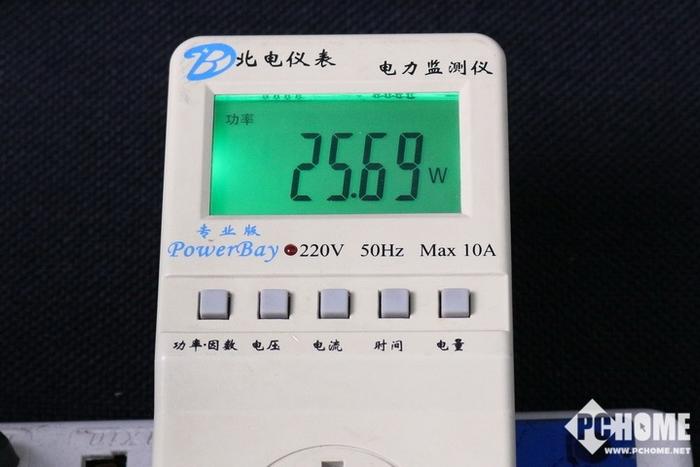 北电仪表
电力监测仪
功率
25.69 W
专业版
PowerBay 220V 50Hz Max 10A
功率·因数 电压 电流 时间 电量
PCHOME
WWW.PCHOME.NET